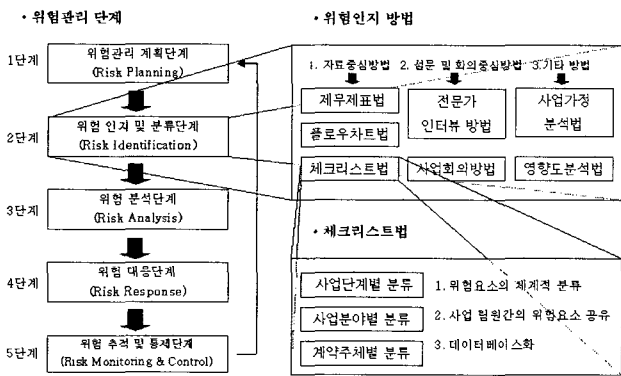 · 위험관리 단계
1단계
위험관리 계획단계
(Risk Planning)
2단계
위험 인지 및 분류단계
(Risk Identification)
3단계
위험 분석단계
(Risk Analysis)
4단계
위험 대응단계
(Risk Response)
5단계
위험 추적 및 통제단계
(Risk Monitoring & Control)
· 위험인지 방법
1. 자료중심방법 2. 설문 및 회의중심방법 3.기타 방법
재무제표법
플로우차트법
체크리스트법
전문가
인터뷰 방법
사업회의방법
사업가정
분석법
영향도분석법
· 체크리스트법
사업단계별 분류
사업분야별 분류
계약주체별 분류
1. 위험요소의 체계적 분류
2. 사업 팀원간의 위험요소 공유
3. 데이터베이스화